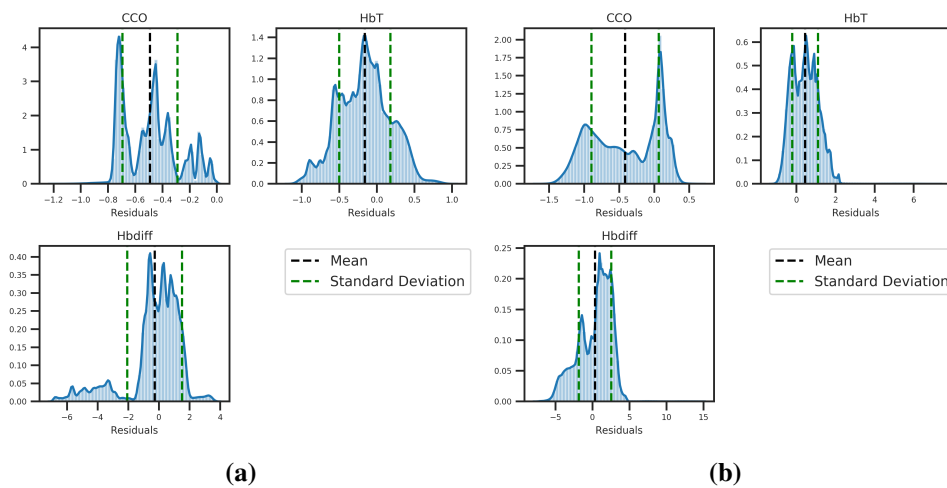 CCO
4
3
2
1
0
−1.2 −1.0 −0.8 −0.6 −0.4 −0.2 0.0
Residuals
HbT
1.4
1.2
1.0
0.8
0.6
0.4
0.2
0.0
−1.0 −0.5 0.0 0.5 1.0
Residuals
Hbdiff
0.40
0.35
0.30
0.25
0.20
0.15
0.10
0.05
0.00
−6 −4 −2 0 2 4
Residuals
Mean
Standard Deviation
(a)
CCO
2.00
1.75
1.50
1.25
1.00
0.75
0.50
0.25
0.00
−1.5 −1.0 −0.5 0.0 0.5
Residuals
HbT
0.6
0.5
0.4
0.3
0.2
0.1
0.0
0 2 4 6
Residuals
Hbdiff
0.25
0.20
0.15
0.10
0.05
0.00
−5 0 5 10 15
Residuals
Mean
Standard Deviation
(b)